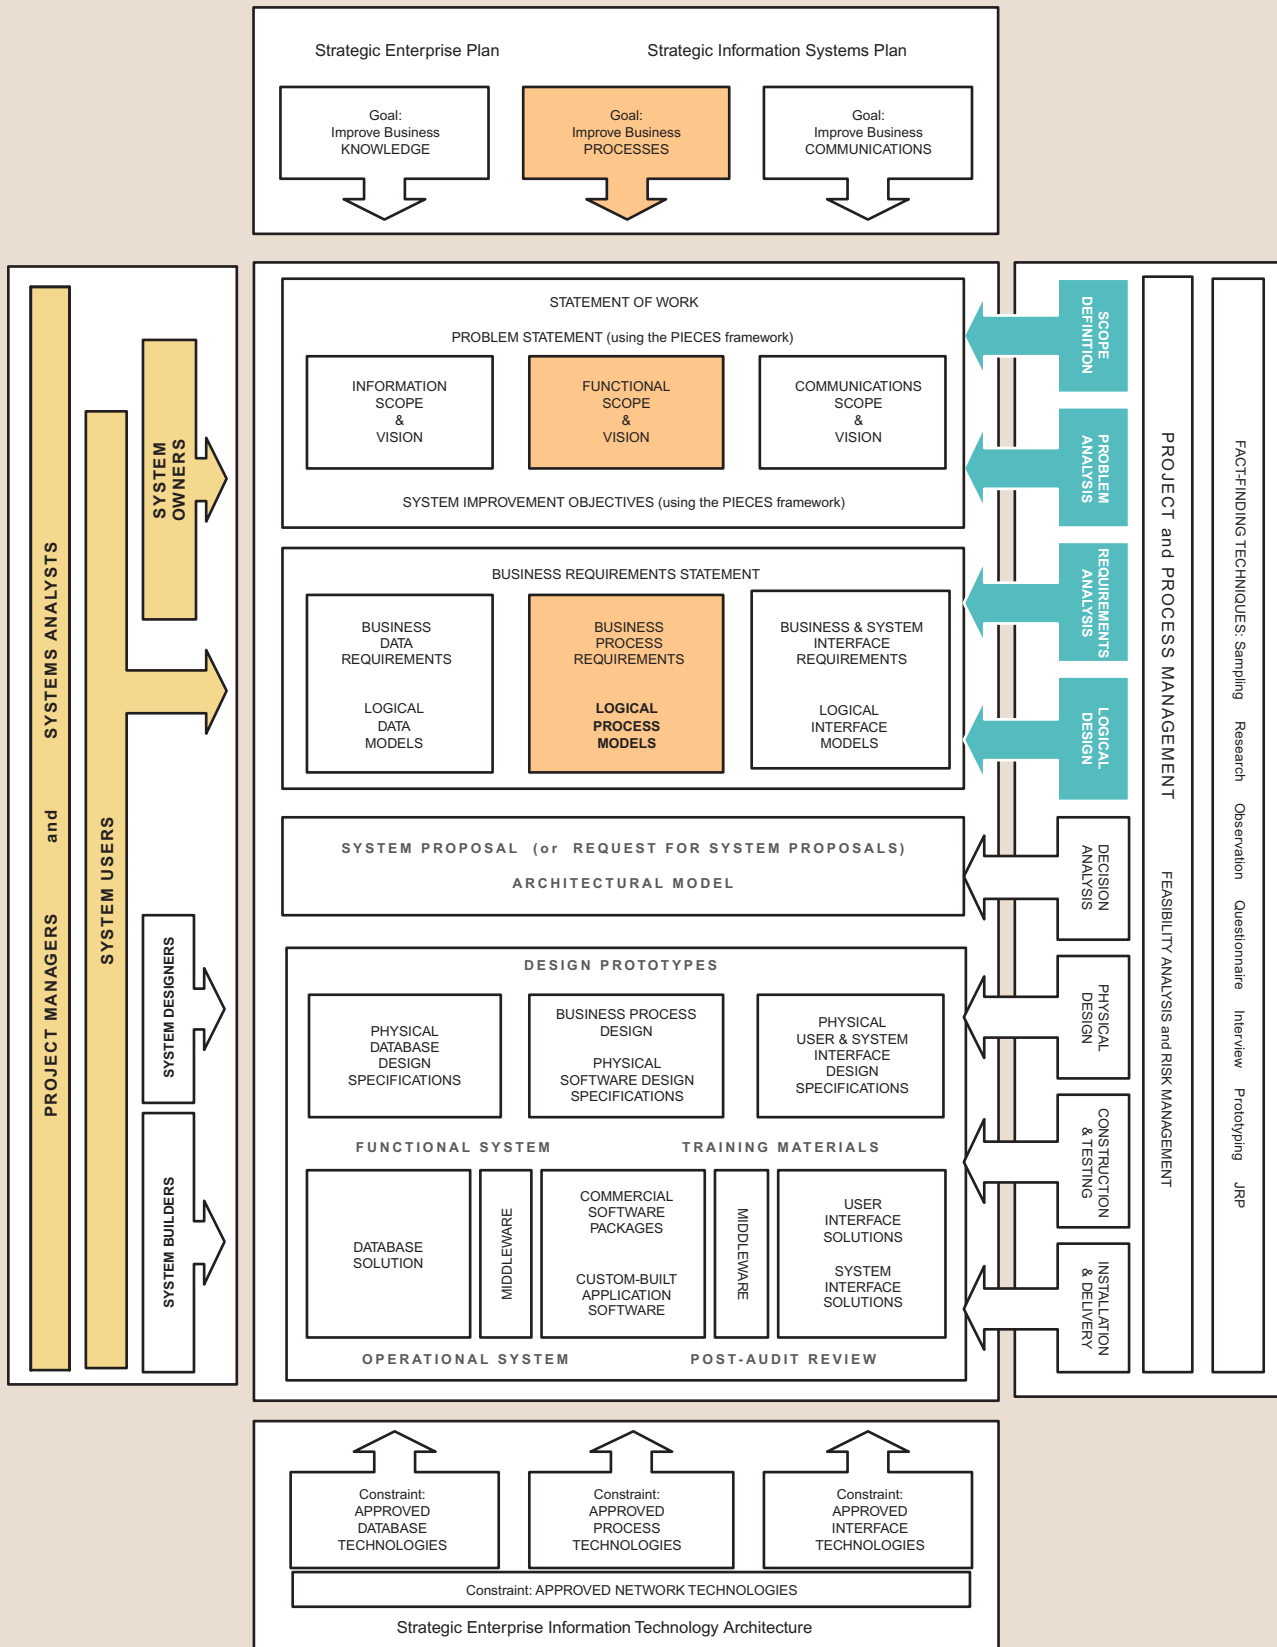 Strategic Enterprise Plan
Strategic Information Systems Plan
Goal:
Improve Business
KNOWLEDGE
Goal:
Improve Business
PROCESSES
Goal:
Improve Business
COMMUNICATIONS
PROJECT MANAGERS and SYSTEMS ANALYSTS
SYSTEM USERS
SYSTEM
OWNERS
SYSTEM DESIGNERS
SYSTEM BUILDERS
STATEMENT OF WORK
PROBLEM STATEMENT (using the PIECES framework)
INFORMATION
SCOPE
&
VISION
FUNCTIONAL
SCOPE
&
VISION
COMMUNICATIONS
SCOPE
&
VISION
SYSTEM IMPROVEMENT OBJECTIVES (using the PIECES framework)
BUSINESS REQUIREMENTS STATEMENT
BUSINESS
DATA
REQUIREMENTS
LOGICAL
DATA
MODELS
BUSINESS
PROCESS
REQUIREMENTS
LOGICAL
PROCESS
MODELS
BUSINESS & SYSTEM
INTERFACE
REQUIREMENTS
LOGICAL
INTERFACE
MODELS
SYSTEM PROPOSAL (or REQUEST FOR SYSTEM PROPOSALS)
ARCHITECTURAL MODEL
DESIGN PROTOTYPES
PHYSICAL
DATABASE
DESIGN
SPECIFICATIONS
BUSINESS PROCESS
DESIGN
PHYSICAL
SOFTWARE DESIGN
SPECIFICATIONS
PHYSICAL
USER & SYSTEM
INTERFACE
DESIGN
SPECIFICATIONS
FUNCTIONAL SYSTEM
TRAINING MATERIALS
DATABASE
SOLUTION
MIDDLEWARE
COMMERCIAL
SOFTWARE
PACKAGES
CUSTOM-BUILT
APPLICATION
SOFTWARE
MIDDLEWARE
USER
INTERFACE
SOLUTIONS
SYSTEM
INTERFACE
SOLUTIONS
OPERATIONAL SYSTEM
POST-AUDIT REVIEW
SCOPE
DEFINITION
PROBLEM
ANALYSIS
REQUIREMENTS
ANALYSIS
LOGICAL
DESIGN
DECISION
ANALYSIS
PHYSICAL
DESIGN
CONSTRUCTION
& TESTING
INSTALLATION
& DELIVERY
PROJECT and PROCESS MANAGEMENT
FEASIBILITY ANALYSIS and RISK MANAGEMENT
FACT-FINDING TECHNIQUES: Sampling Research Observation Questionnaire Interview Prototyping JRP
Constraint:
APPROVED
DATABASE
TECHNOLOGIES
Constraint:
APPROVED
PROCESS
TECHNOLOGIES
Constraint:
APPROVED
INTERFACE
TECHNOLOGIES
Constraint: APPROVED NETWORK TECHNOLOGIES
Strategic Enterprise Information Technology Architecture